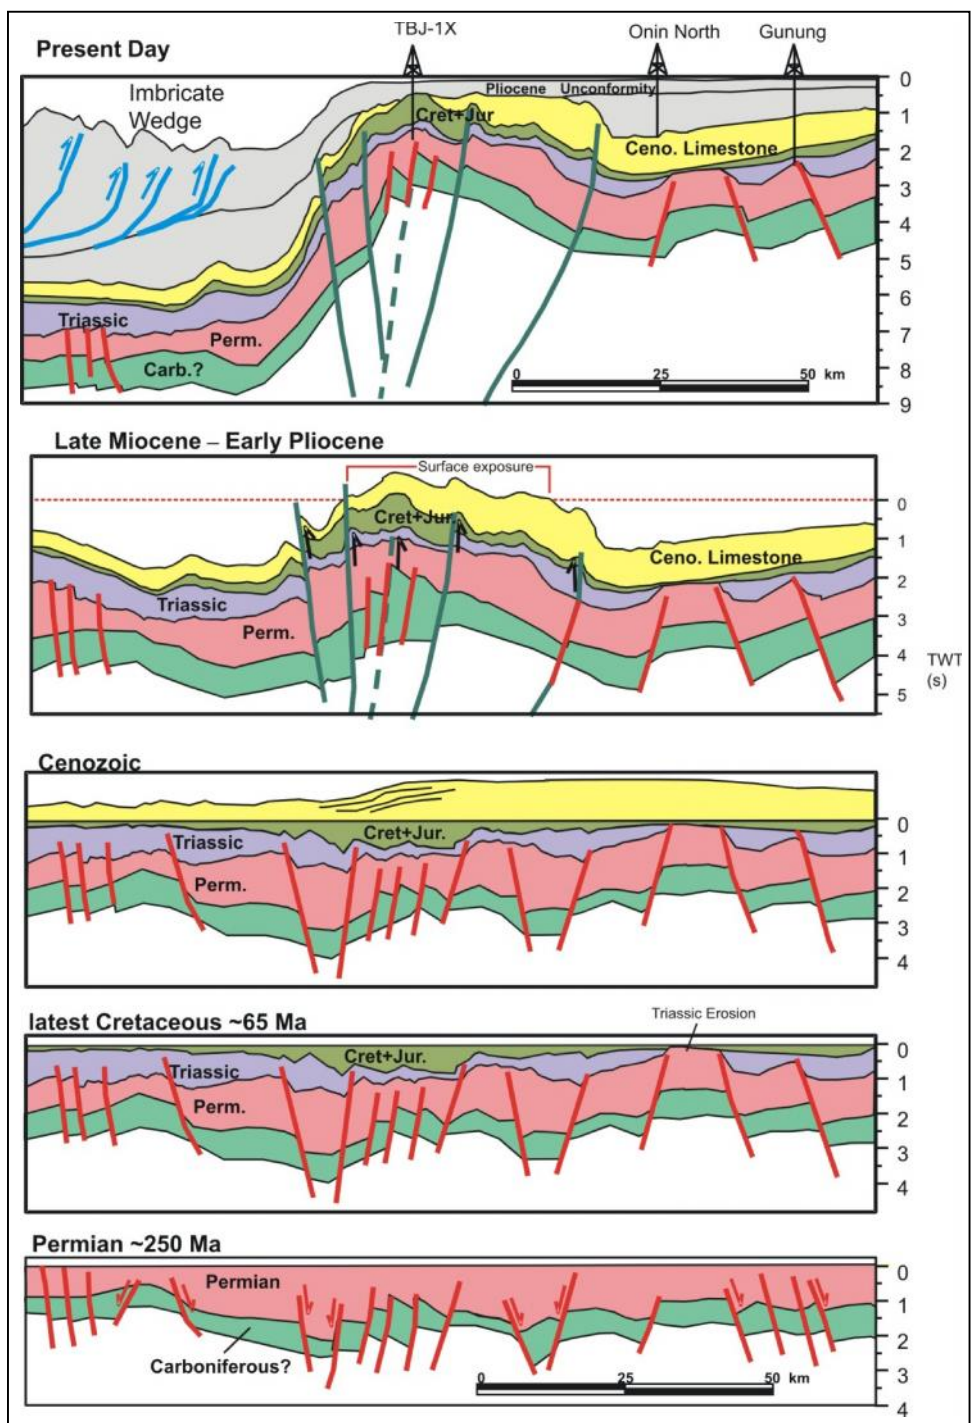 TBJ-1X
Onin North
Gunung
Present Day
Imbricate
Wedge
Pliocene Unconformity
Cret+Jur
Ceno. Limestone
Triassic
Perm.
Carb.?
0 25 50 km
0
1
2
3
4
5
6
7
8
9
Late Miocene – Early Pliocene
Surface exposure
Cret+Jur.
Ceno. Limestone
Triassic
Perm.
0
1
2
3
4
5
TWT
(s)
Cenozoic
Cret+Jur.
Triassic
Perm.
0
1
2
3
4
latest Cretaceous ~65 Ma
Triassic Erosion
Cret+Jur.
Triassic
Perm.
0
1
2
3
4
Permian ~250 Ma
Permian
Carboniferous?
0 25 50 km
0
1
2
3
4